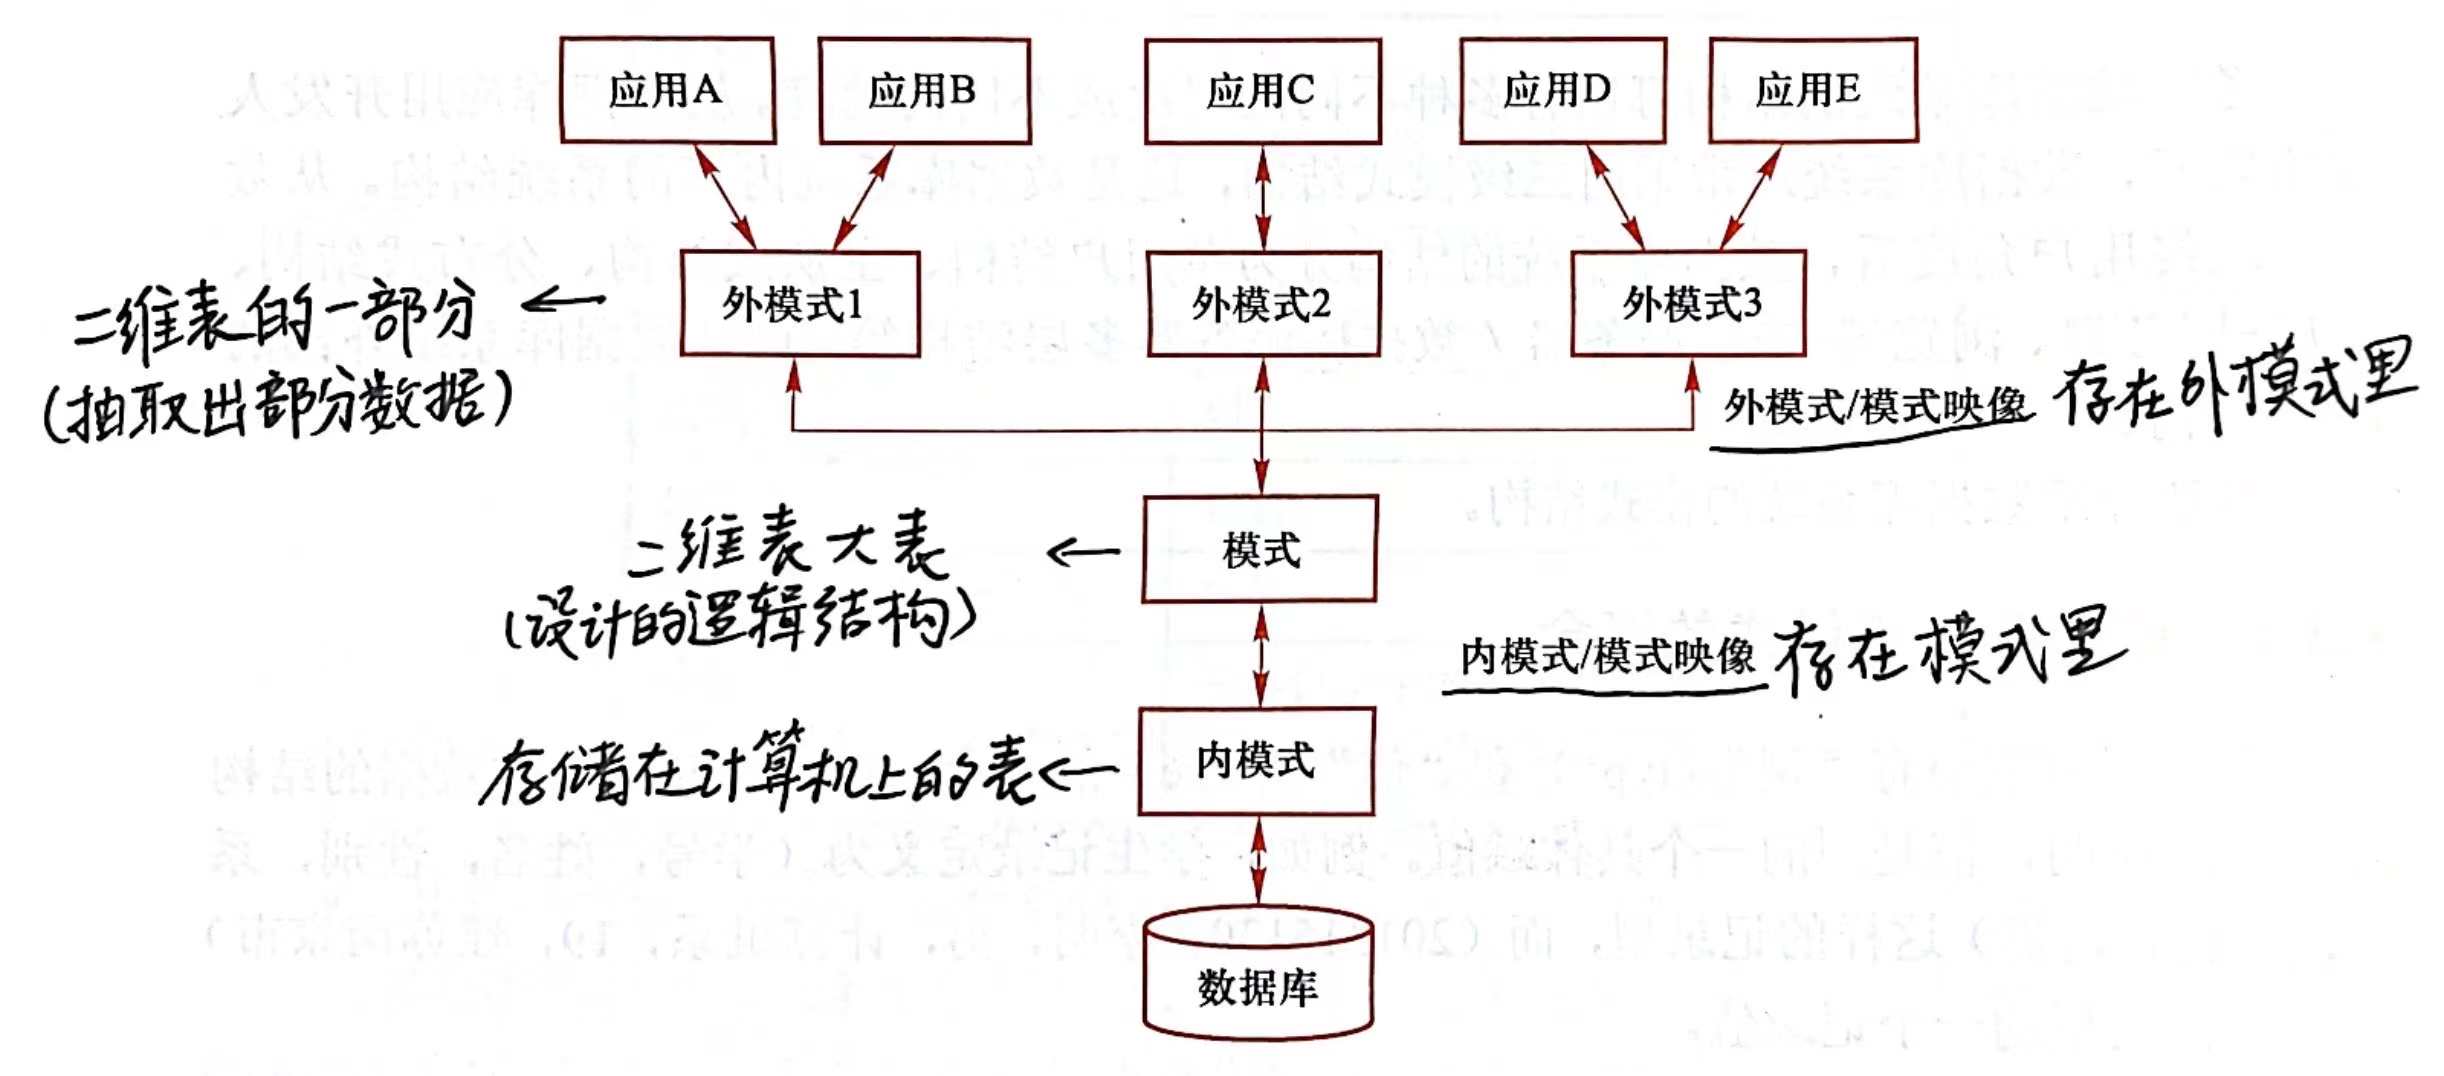 应用A
应用B
应用C
应用D
应用E
二维表的一部分
(抽取出部分数据)
外模式1
外模式2
外模式3
外模式/模式映像 存在外模式里
二维表大表
(设计的逻辑结构)
模式
内模式/模式映像 存在模式里
存储在计算机上的表
内模式
数据库